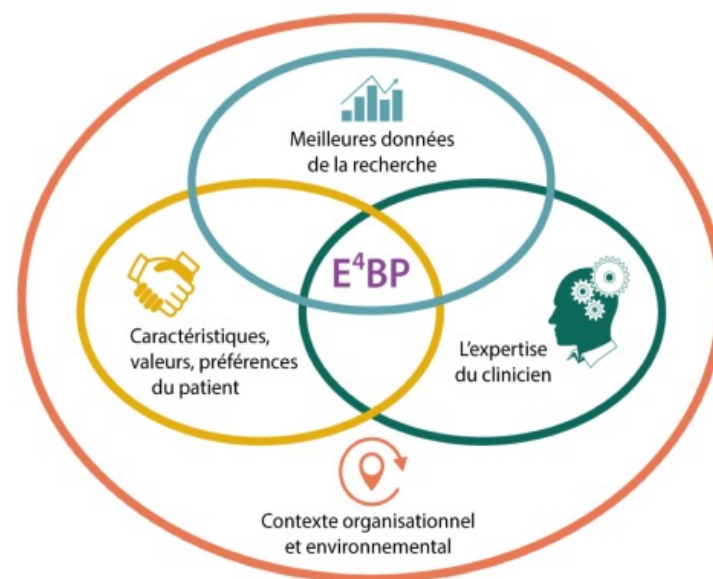 Meilleures données
de la recherche
E⁴BP
Caractéristiques,
valeurs, préférences
du patient
L'expertise
du clinicien
Contexte organisationnel
et environnemental